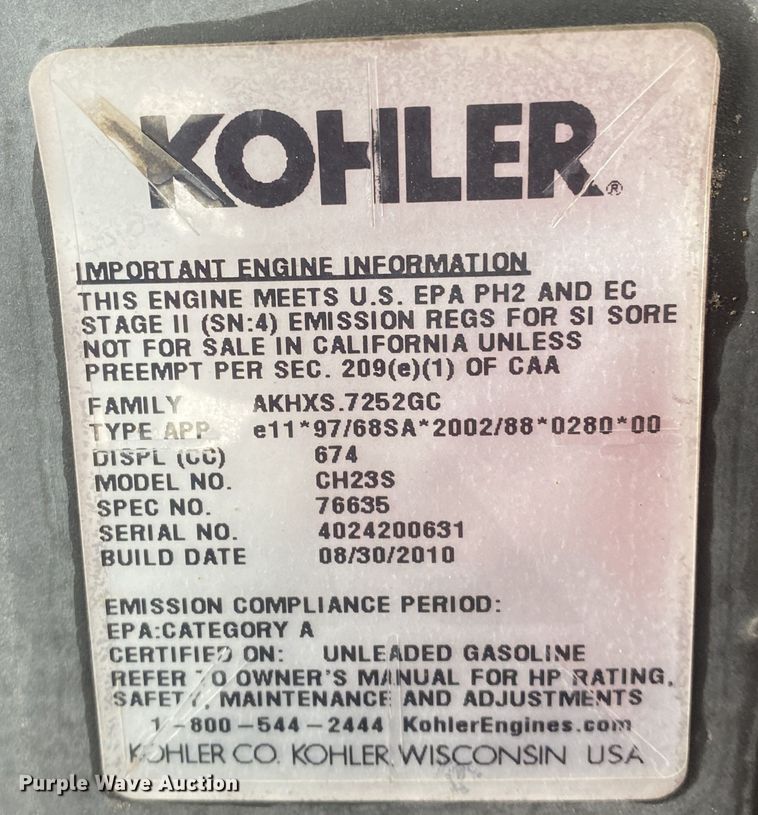 KOHLER®
IMPORTANT ENGINE INFORMATION
THIS ENGINE MEETS U.S. EPA PH2 AND EC
STAGE II (SN:4) EMISSION REGS FOR SI SORE
NOT FOR SALE IN CALIFORNIA UNLESS
PREEMPT PER SEC. 209(e)(1) OF CAA
FAMILY AKHXS.7252GC
TYPE APP e11*97/68SA*2002/88*0280*00
DISPL (CC) 674
MODEL NO. CH23S
SPEC NO. 76635
SERIAL NO. 4024200631
BUILD DATE 08/30/2010
EMISSION COMPLIANCE PERIOD:
EPA:CATEGORY A
CERTIFIED ON: UNLEADED GASOLINE
REFER TO OWNER'S MANUAL FOR HP RATING,
SAFETY, MAINTENANCE AND ADJUSTMENTS
1-800-544-2444 KohlerEngines.com
KOHLER CO. KOHLER, WISCONSIN USA
Purple Wave Auction